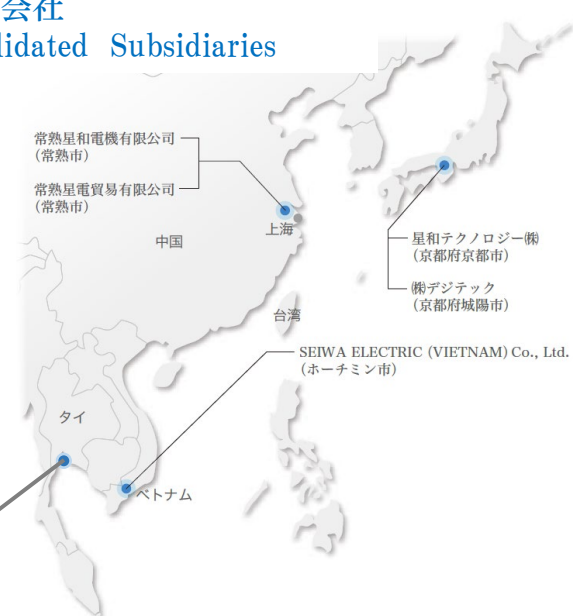 会社
lidated Subsidiaries
常熟星和電機有限公司
(常熟市)
常熟星電貿易有限公司
(常熟市)
上海
中国
星和テクノロジー㈱
(京都府京都市)
㈱デジテック
(京都府城陽市)
台湾
SEIWA ELECTRIC (VIETNAM) Co., Ltd.
(ホーチミン市)
タイ
ベトナム